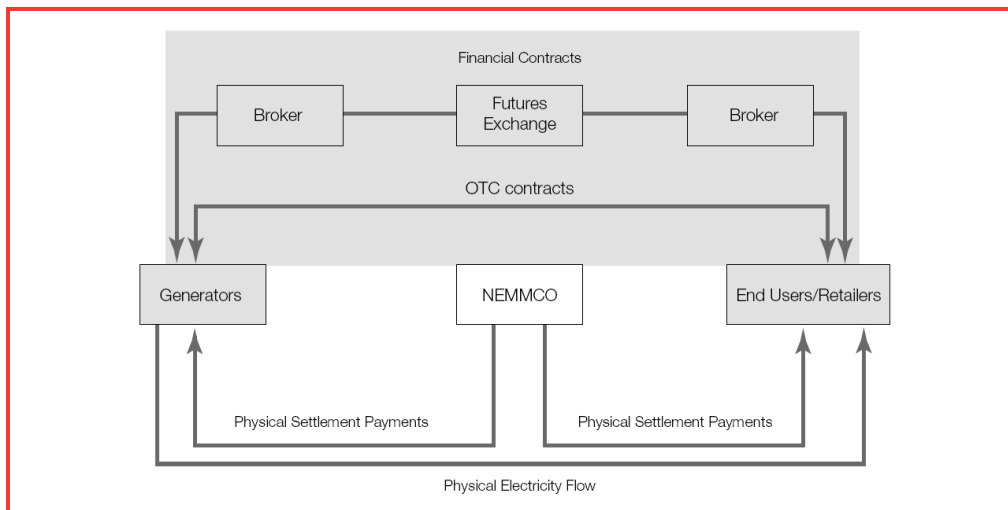 Financial Contracts
Broker
Futures
Exchange
Broker
OTC contracts
Generators
NEMMCO
End Users/Retailers
Physical Settlement Payments
Physical Settlement Payments
Physical Electricity Flow